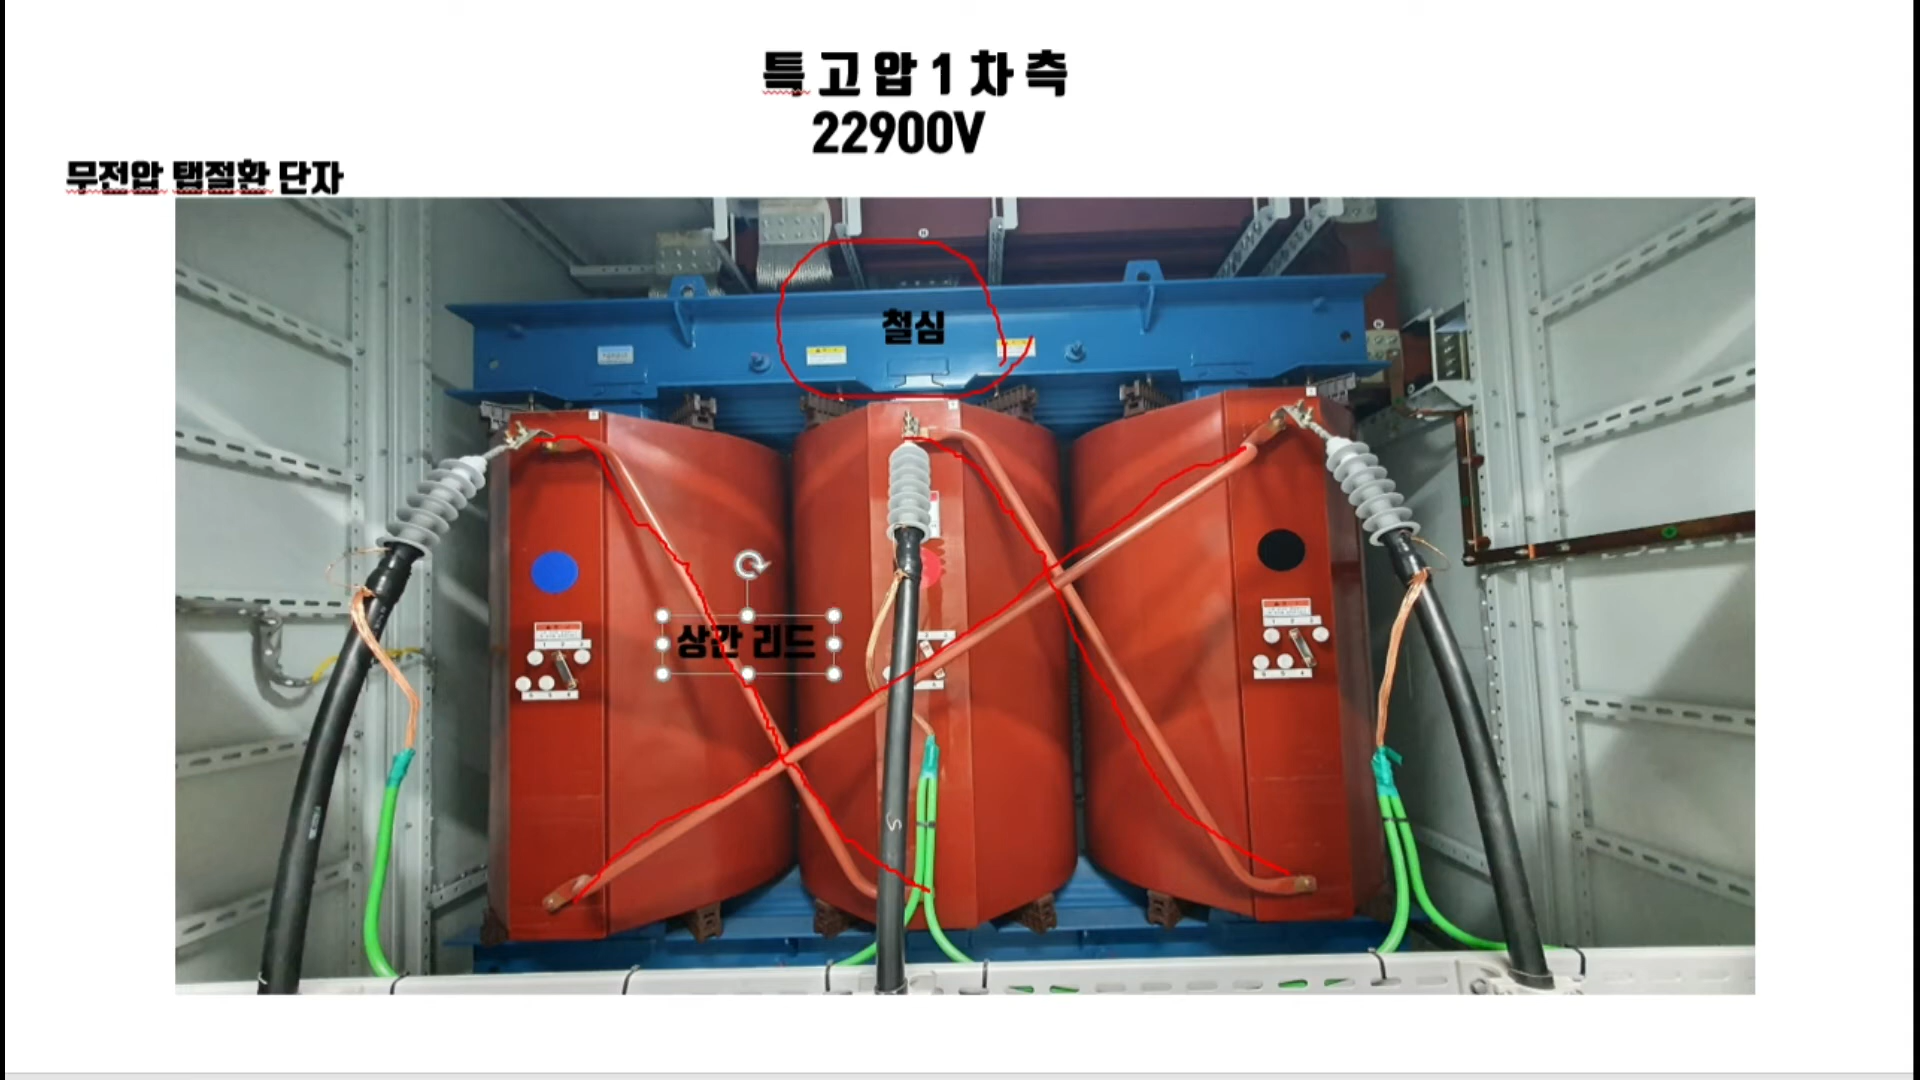 특고압1차측
22900V
무전압 탭절환 단자
철심
상간 리드
S